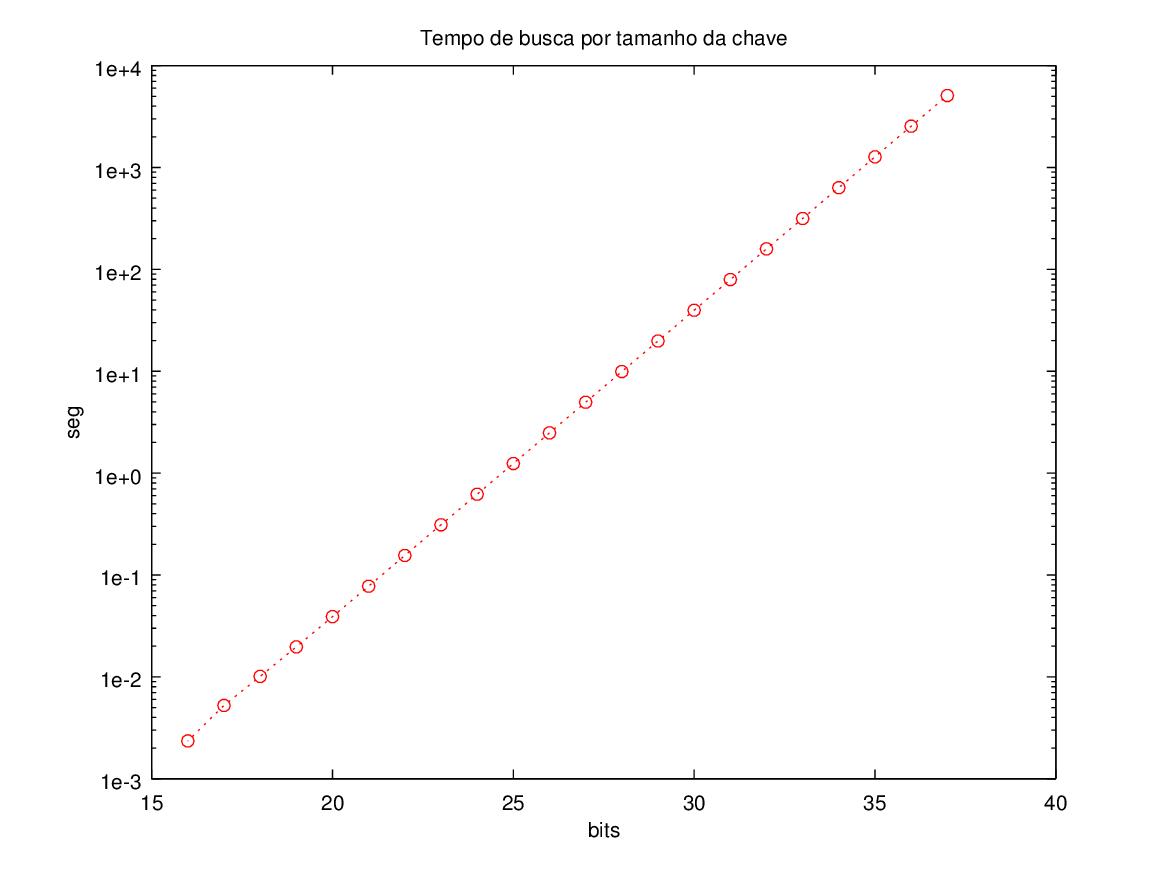 Tempo de busca por tamanho da chave
1e+4
1e+3
1e+2
1e+1
1e+0
1e-1
1e-2
1e-3
seg
15 20 25 30 35 40
bits